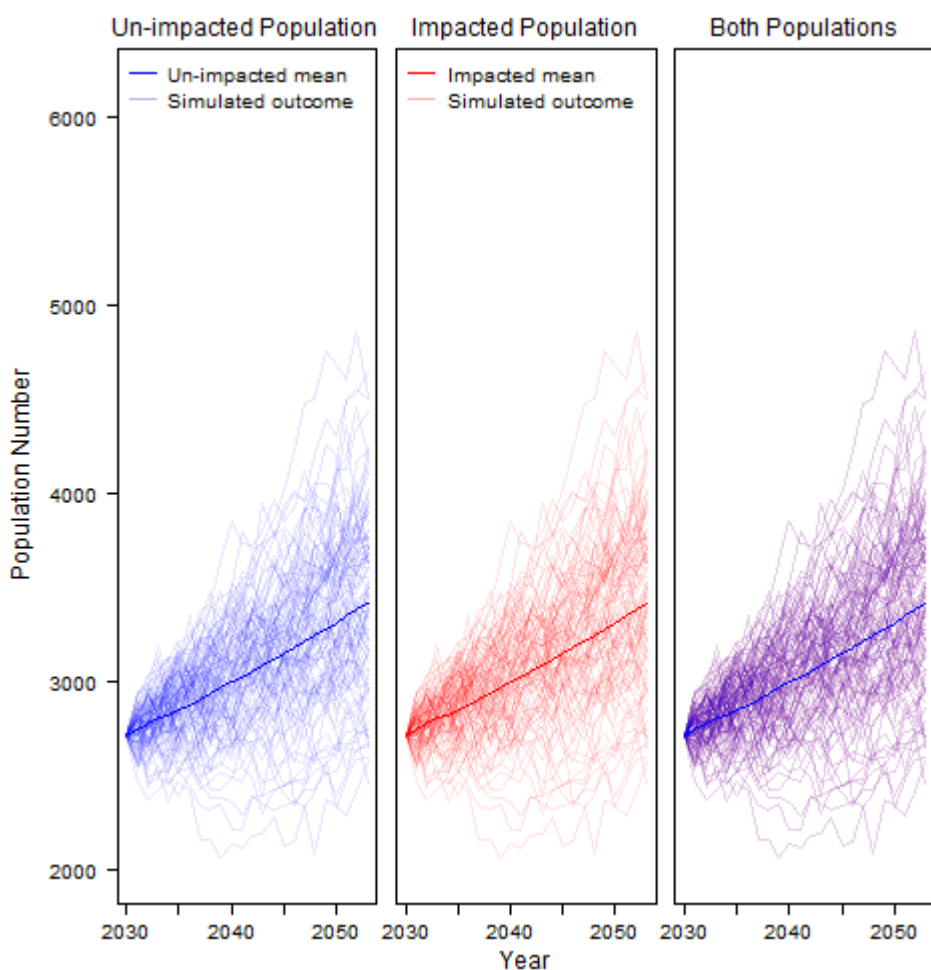 Un-impacted Population
Impacted Population
Both Populations
Un-impacted mean
Simulated outcome
Impacted mean
Simulated outcome
Population Number
6000
5000
4000
3000
2000
2030
2040
2050
2030
2040
2050
2030
2040
2050
Year